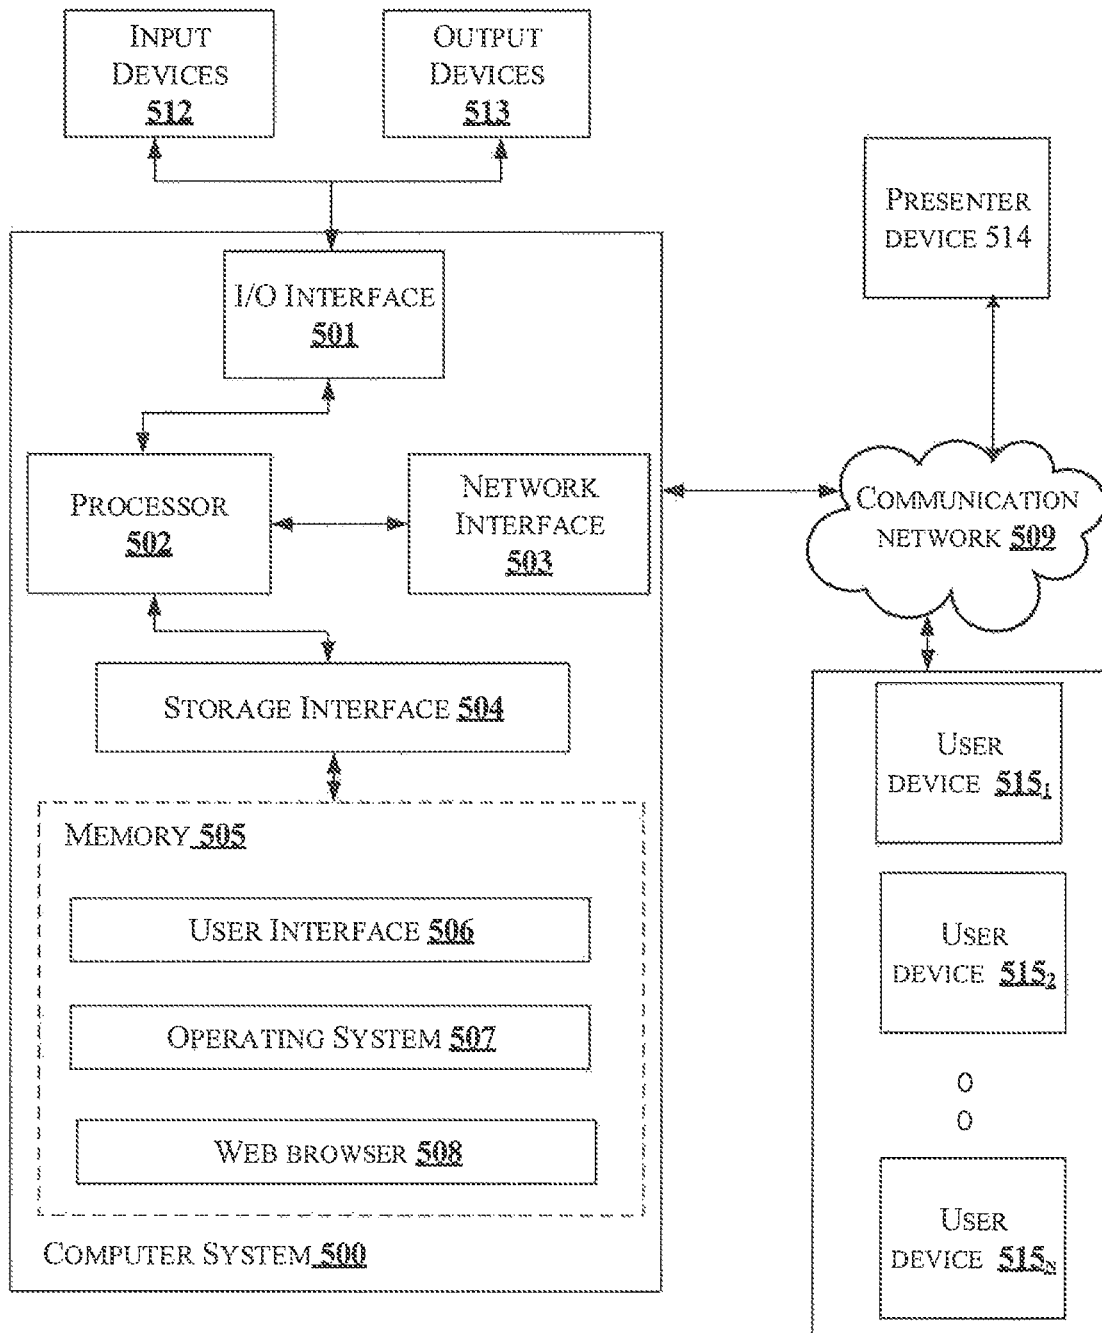 INPUT
DEVICES
512
OUTPUT
DEVICES
513
PRESENTER
DEVICE 514
I/O INTERFACE
501
PROCESSOR
502
NETWORK
INTERFACE
503
COMMUNICATION
NETWORK 509
STORAGE INTERFACE 504
MEMORY 505
USER INTERFACE 506
OPERATING SYSTEM 507
WEB BROWSER 508
COMPUTER SYSTEM 500
USER
DEVICE 515₁
USER
DEVICE 515₂
USER
DEVICE 515ₙ